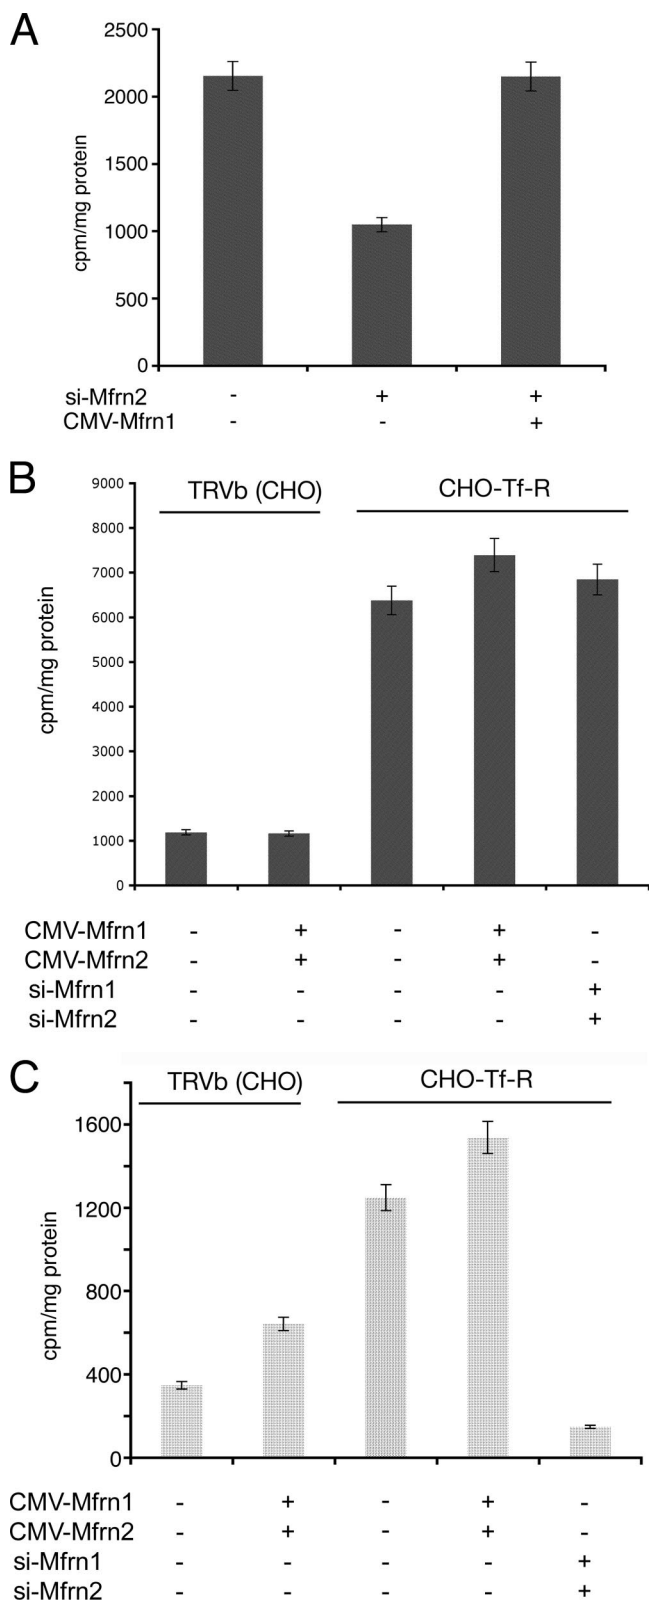 A
2500
2000
1500
1000
500
0
cpm/mg protein
si-Mfrn2 - + +
CMV-Mfrn1 - - +
B
TRVb (CHO) CHO-Tf-R
9000
8000
7000
6000
5000
4000
3000
2000
1000
0
cpm/mg protein
CMV-Mfrn1 - + - + -
CMV-Mfrn2 - + - + -
si-Mfrn1 - - - - +
si-Mfrn2 - - - - +
C
TRVb (CHO) CHO-Tf-R
1600
1200
800
400
0
cpm/mg protein
CMV-Mfrn1 - + - + -
CMV-Mfrn2 - + - + -
si-Mfrn1 - - - - +
si-Mfrn2 - - - - +